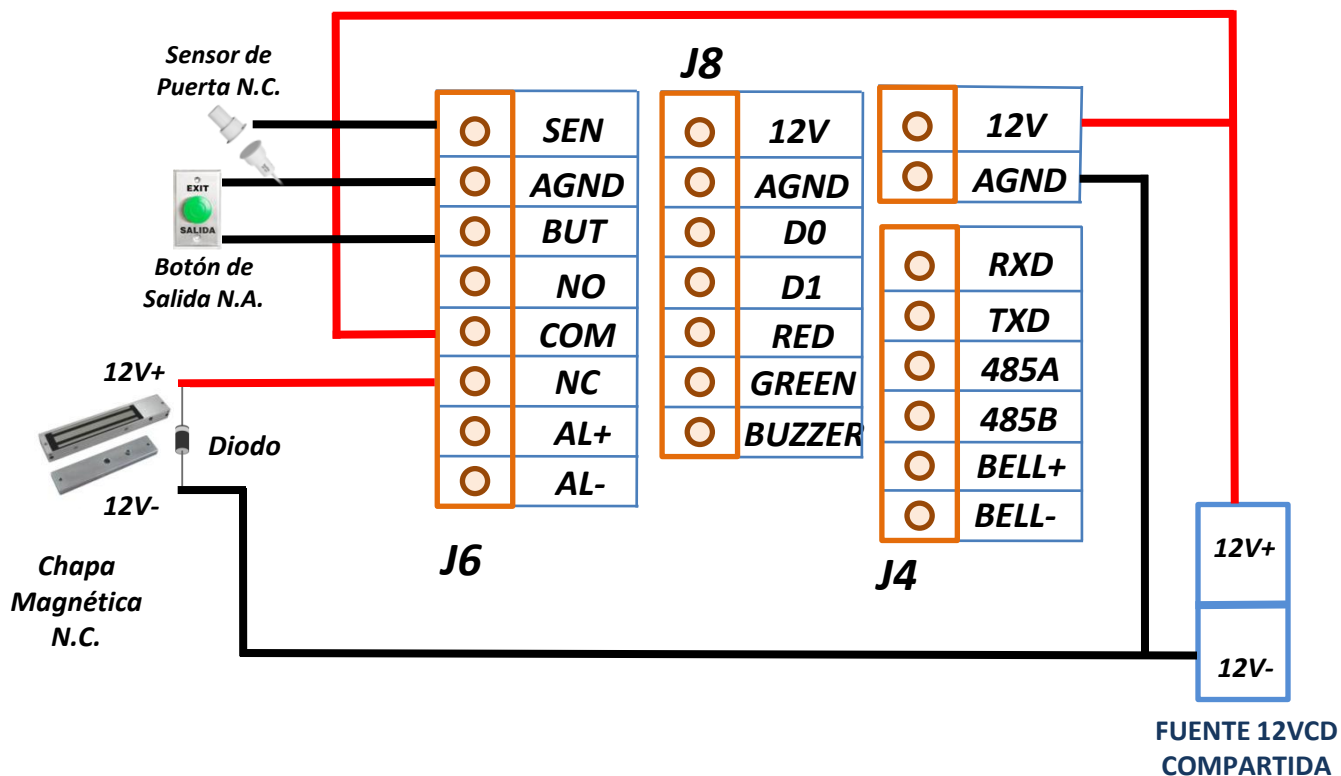 Sensor de
Puerta N.C.
EXIT
SALIDA
Botón de
Salida N.A.
12V+
Diodo
12V-
Chapa
Magnética
N.C.
SEN
AGND
BUT
NO
COM
NC
AL+
AL-
J6
J8
12V
AGND
D0
D1
RED
GREEN
BUZZER
12V
AGND
RXD
TXD
485A
485B
BELL+
BELL-
J4
12V+
12V-
FUENTE 12VCD
COMPARTIDA